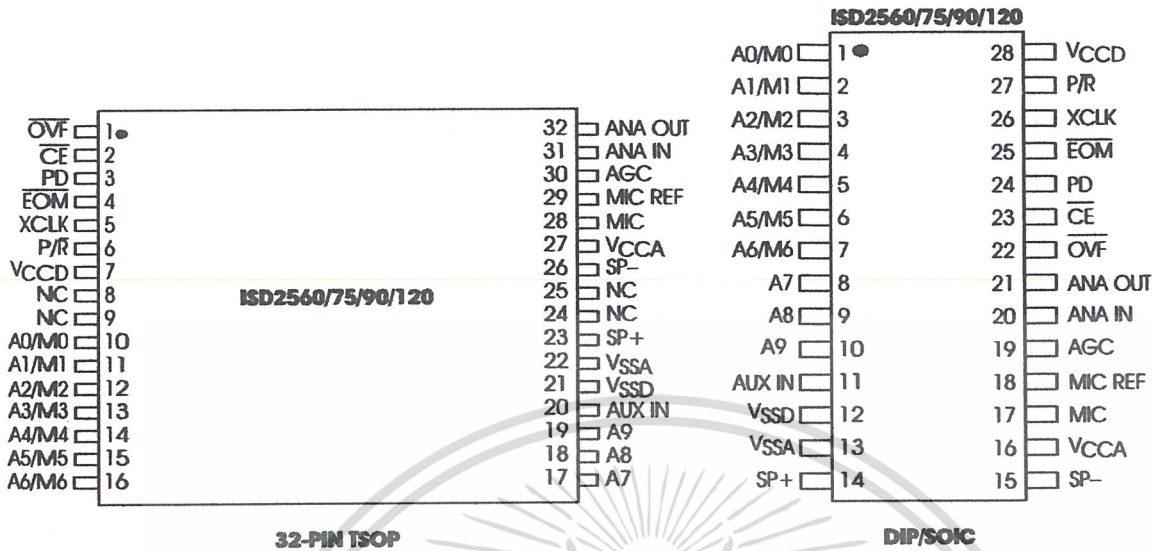 ISD2560/75/90/120
A0/M0 1 28 VCCD
A1/M1 2 27 P/R̅
A2/M2 3 26 XCLK
A3/M3 4 25 E̅O̅M̅
A4/M4 5 24 PD
A5/M5 6 23 C̅E̅
A6/M6 7 22 O̅V̅F̅
A7 8 21 ANA OUT
A8 9 20 ANA IN
A9 10 19 AGC
AUX IN 11 18 MIC REF
VSSD 12 17 MIC
VSSA 13 16 VCCA
SP+ 14 15 SP–
DIP/SOIC
O̅V̅F̅ 1 32 ANA OUT
C̅E̅ 2 31 ANA IN
PD 3 30 AGC
E̅O̅M̅ 4 29 MIC REF
XCLK 5 28 MIC
P/R̅ 6 27 VCCA
VCCD 7 26 SP–
NC 8 25 NC
ISD2560/75/90/120
NC 9 24 NC
A0/M0 10 23 SP+
A1/M1 11 22 VSSA
A2/M2 12 21 VSSD
A3/M3 13 20 AUX IN
A4/M4 14 19 A9
A5/M5 15 18 A8
A6/M6 16 17 A7
32-PIN TSOP